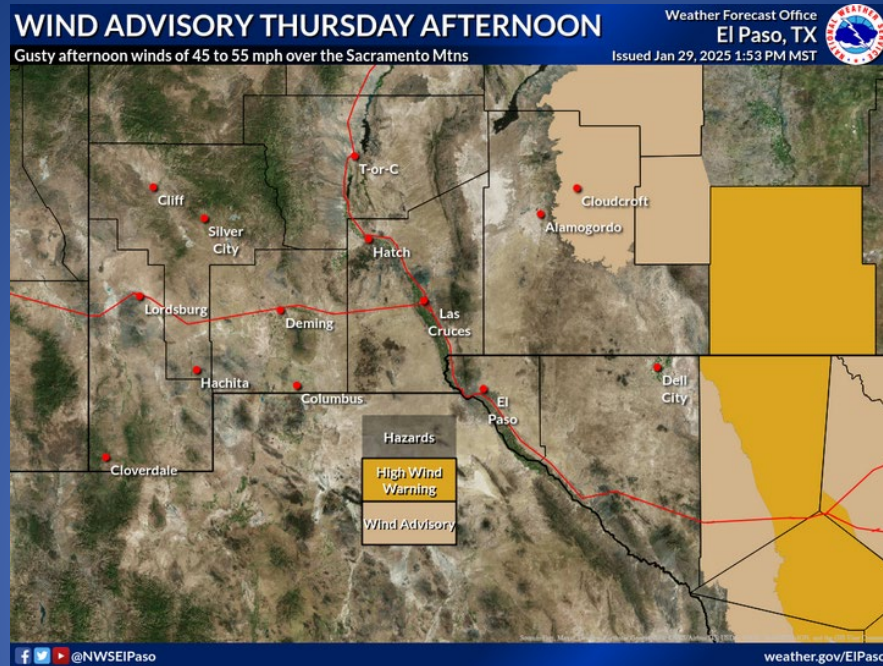 WIND ADVISORY THURSDAY AFTERNOON
Gusty afternoon winds of 45 to 55 mph over the Sacramento Mtns
Weather Forecast Office
El Paso, TX
Issued Jan 29, 2025 1:53 PM MST
NATIONAL WEATHER SERVICE
T-or-C
Cliff
Cloudcroft
Silver
City
Alamogordo
Hatch
Lordsburg
Deming
Las
Cruces
Hachita
Columbus
El
Paso
Dell
City
Cloverdale
Hazards
High Wind
Warning
Wind Advisory
@NWSElPaso
weather.gov/ElPaso